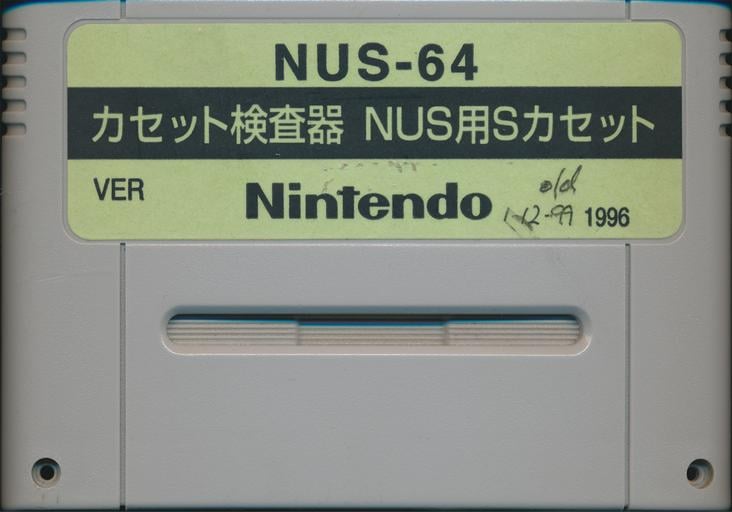 NUS-64
カセット検査器 NUS用Sカセット
VER
Nintendo
old
1-12-99
1996